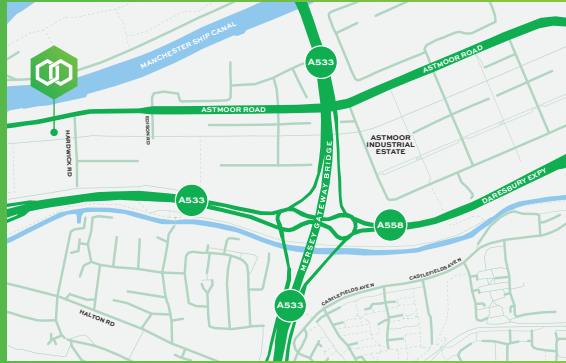 MANCHESTER SHIP CANAL
A533
ASTMOOR ROAD
ASTMOOR ROAD
EDISON RD
HARDWICK RD
ASTMOOR
INDUSTRIAL
ESTATE
MERSEY GATEWAY BRIDGE
A533
DARESBURY EXPY
A558
CASTLEFIELDS AVE N
CASTLEFIELDS AVE N
A533
HALTON RD